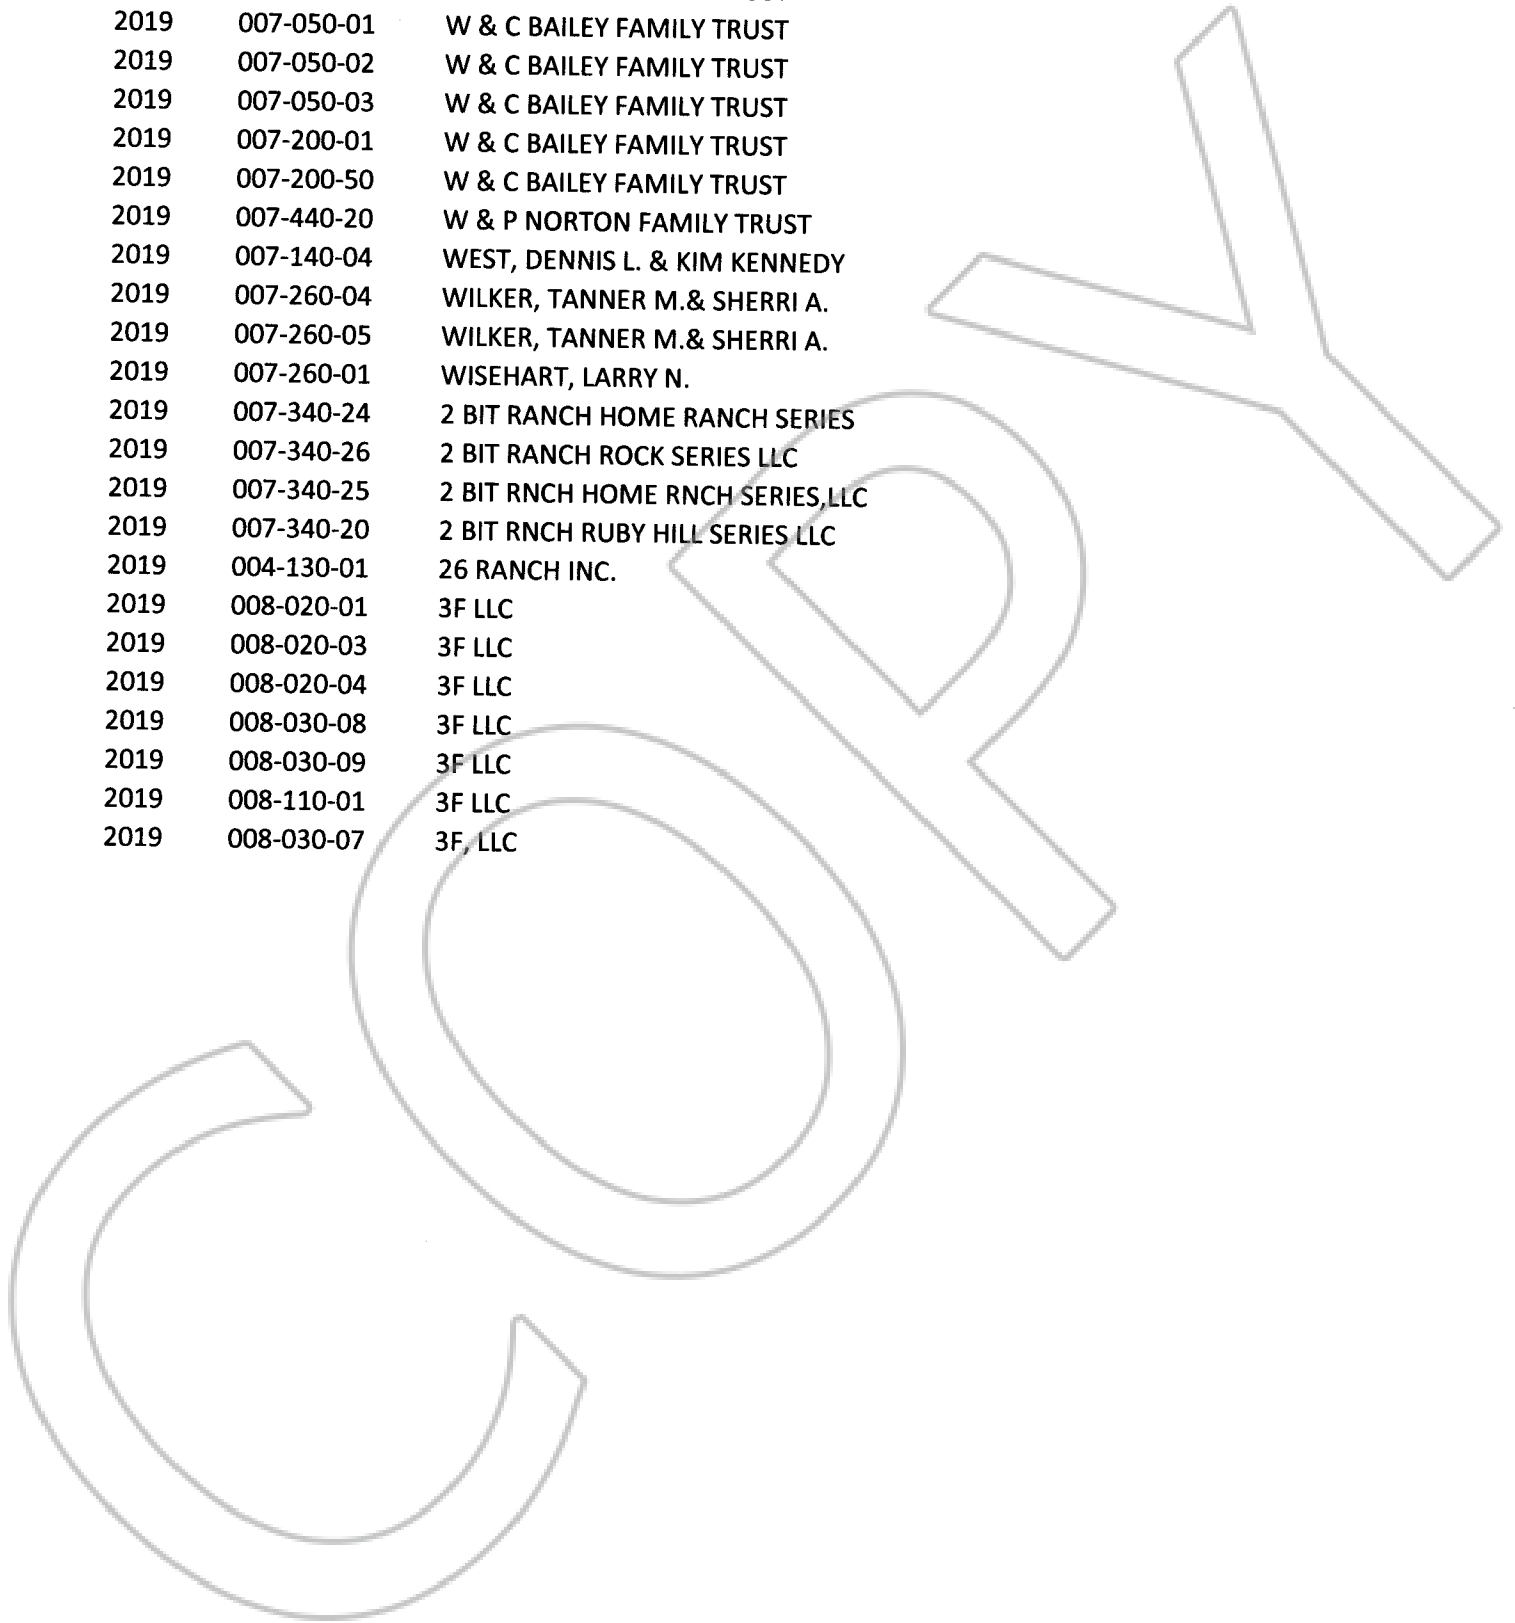 2019 007-050-01 W & C BAILEY FAMILY TRUST
2019 007-050-02 W & C BAILEY FAMILY TRUST
2019 007-050-03 W & C BAILEY FAMILY TRUST
2019 007-200-01 W & C BAILEY FAMILY TRUST
2019 007-200-50 W & C BAILEY FAMILY TRUST
2019 007-440-20 W & P NORTON FAMILY TRUST
2019 007-140-04 WEST, DENNIS L. & KIM KENNEDY
2019 007-260-04 WILKER, TANNER M.& SHERRI A.
2019 007-260-05 WILKER, TANNER M.& SHERRI A.
2019 007-260-01 WISEHART, LARRY N.
2019 007-340-24 2 BIT RANCH HOME RANCH SERIES
2019 007-340-26 2 BIT RANCH ROCK SERIES LLC
2019 007-340-25 2 BIT RNCH HOME RNCH SERIES,LLC
2019 007-340-20 2 BIT RNCH RUBY HILL SERIES LLC
2019 004-130-01 26 RANCH INC.
2019 008-020-01 3F LLC
2019 008-020-03 3F LLC
2019 008-020-04 3F LLC
2019 008-030-08 3F LLC
2019 008-030-09 3F LLC
2019 008-110-01 3F LLC
2019 008-030-07 3F, LLC
COPY